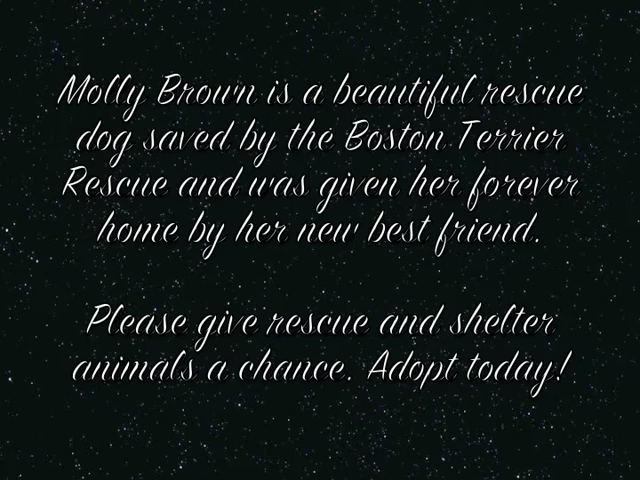 Molly Brown is a beautiful rescue
dog saved by the Boston Terrier
Rescue and was given her forever
home by her new best friend.
Please give rescue and shelter
animals a chance. Adopt today!